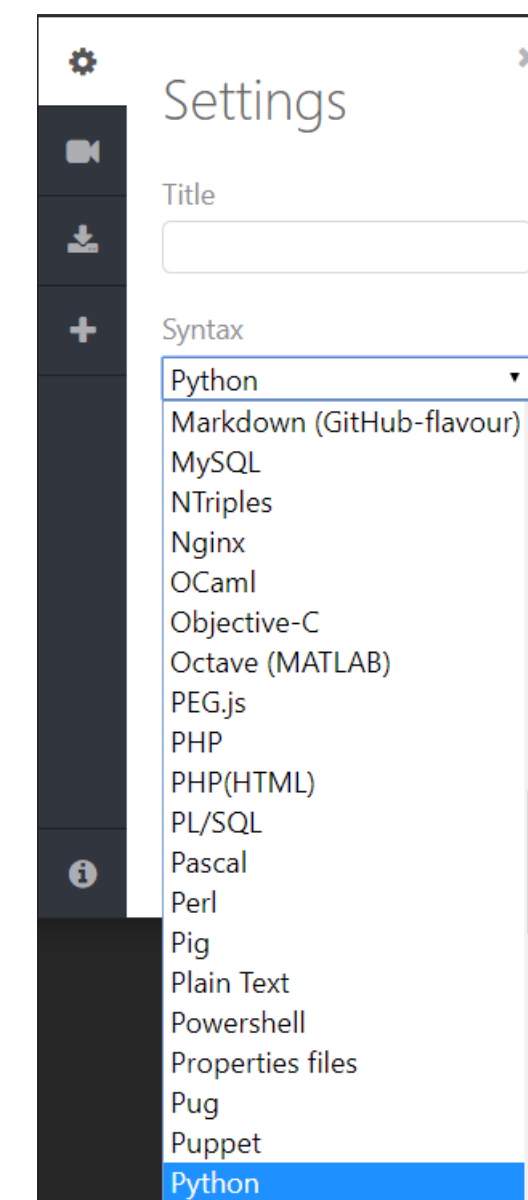 Settings
Title
Syntax
Python
Markdown (GitHub-flavour)
MySQL
NTriples
Nginx
OCaml
Objective-C
Octave (MATLAB)
PEG.js
PHP
PHP(HTML)
PL/SQL
Pascal
Perl
Pig
Plain Text
Powershell
Properties files
Pug
Puppet
Python